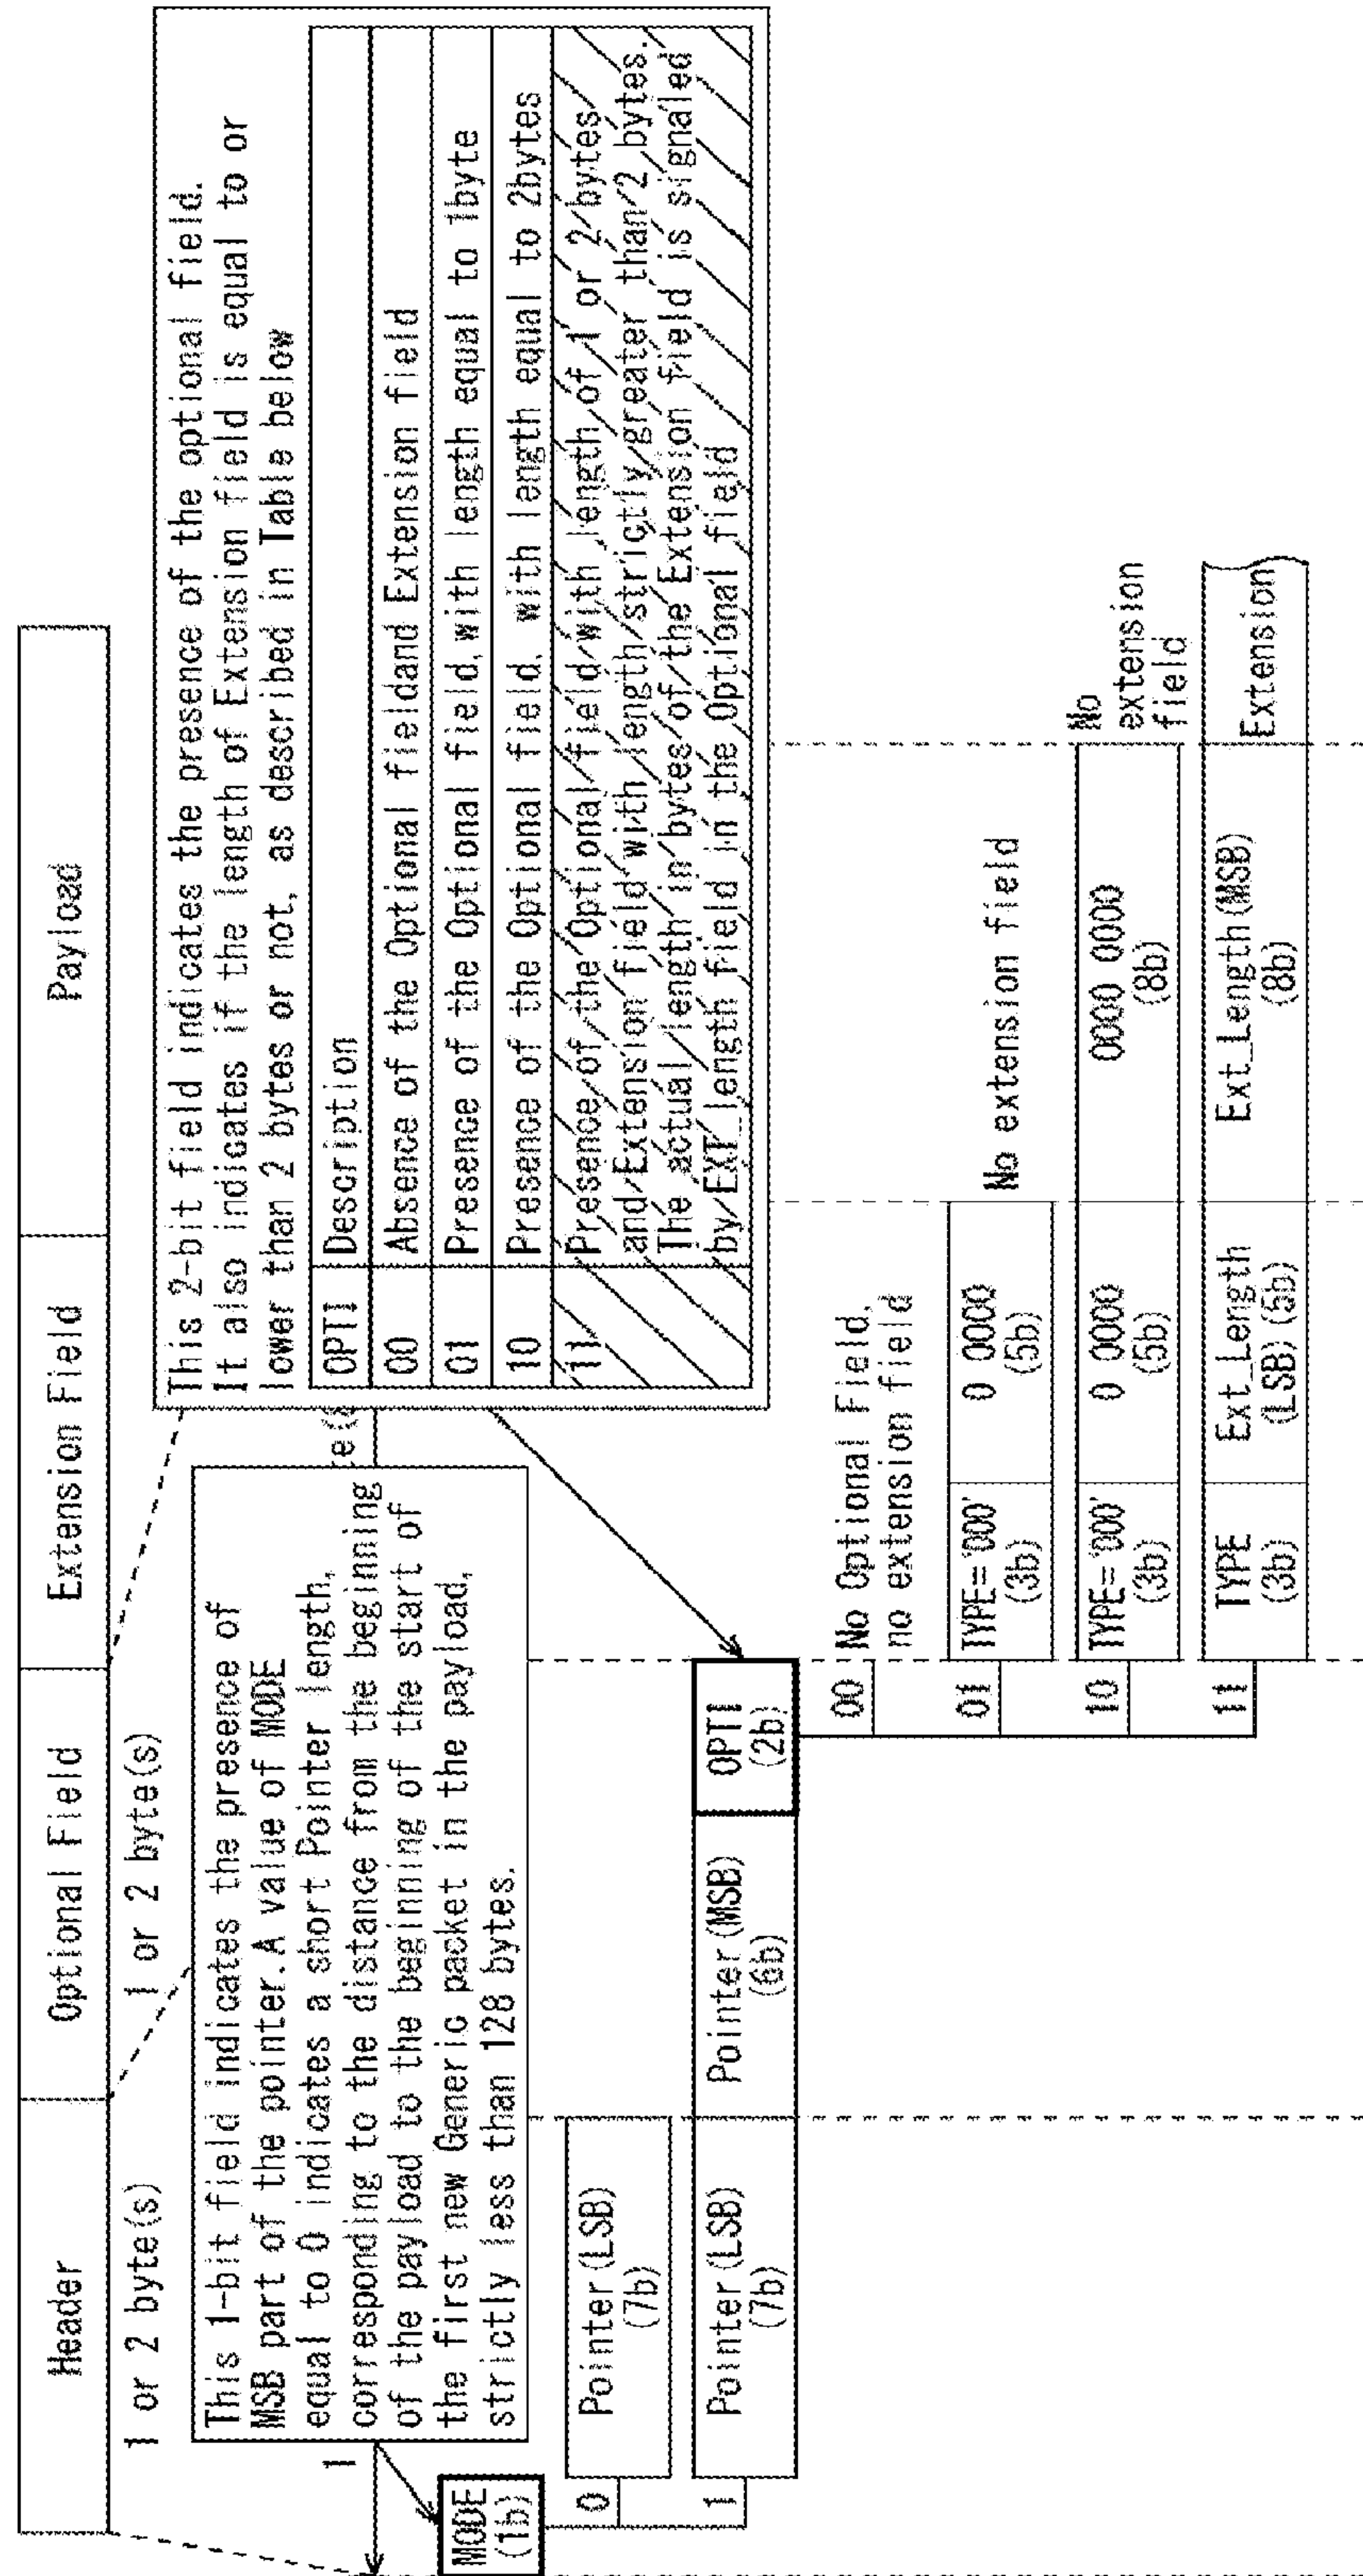 Header
Optional Field
Extension Field
Payload
1 or 2 byte(s)
1 or 2 byte(s)
This 1-bit field indicates the presence of
MSB part of the pointer.A value of MODE
equal to 0 indicates a short Pointer length,
corresponding to the distance from the beginning
of the payload to the beginning of the start of
the first new Generic packet in the payload,
strictly less than 128 bytes.
This 2-bit field indicates the presence of the optional field.
It also indicates if the length of Extension field is equal to or
lower than 2 bytes or not, as described in Table below
OPTI Description
00 Absence of the Optional fieldand Extension field
01 Presence of the Optional field,with length equal to 1byte
10 Presence of the Optional field, with length equal to 2bytes
11 Presence of the Optional field with length of 1 or 2 bytes
and Extension field with length strictly greater than 2 bytes.
The actual length in bytes of the Extension field is signaled
by EXT_length field in the Optional field
1
MODE
(1b)
0
Pointer(LSB)
(7b)
1
Pointer(LSB)
(7b)
Pointer(MSB)
(6b)
OPTI
(2b)
00
No Optional Field,
no extension field
01
TYPE='000'
(3b)
0 0000
(5b)
No extension field
10
TYPE='000'
(3b)
0 0000
(5b)
0000 0000
(8b)
No
extension
field
11
TYPE
(3b)
Ext_Length
(LSB)(5b)
Ext_Length(MSB)
(8b)
Extension